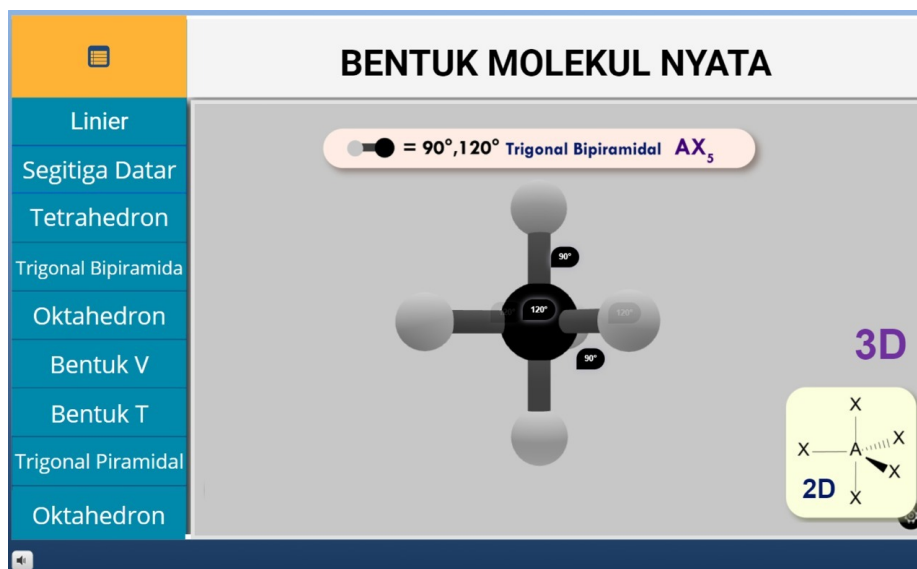 BENTUK MOLEKUL NYATA
Linier
Segitiga Datar
Tetrahedron
Trigonal Bipiramida
Oktahedron
Bentuk V
Bentuk T
Trigonal Piramidal
Oktahedron
= 90°,120° Trigonal Bipiramidal AX5
90°
120°
120°
90°
3D
X
X A X
X
2D X